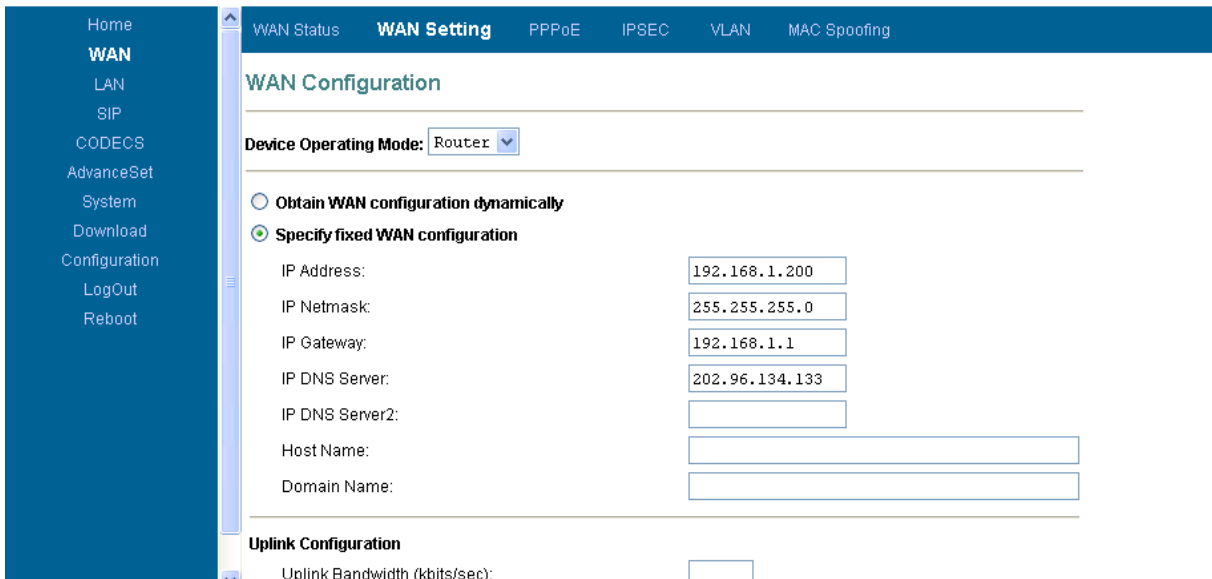 Home
WAN
LAN
SIP
CODECS
AdvanceSet
System
Download
Configuration
LogOut
Reboot
WAN Status WAN Setting PPPoE IPSEC VLAN MAC Spoofing
WAN Configuration
Device Operating Mode: Router
Obtain WAN configuration dynamically
Specify fixed WAN configuration
IP Address: 192.168.1.200
IP Netmask: 255.255.255.0
IP Gateway: 192.168.1.1
IP DNS Server: 202.96.134.133
IP DNS Server2:
Host Name:
Domain Name:
Uplink Configuration
Uplink Bandwidth (kbits/sec):